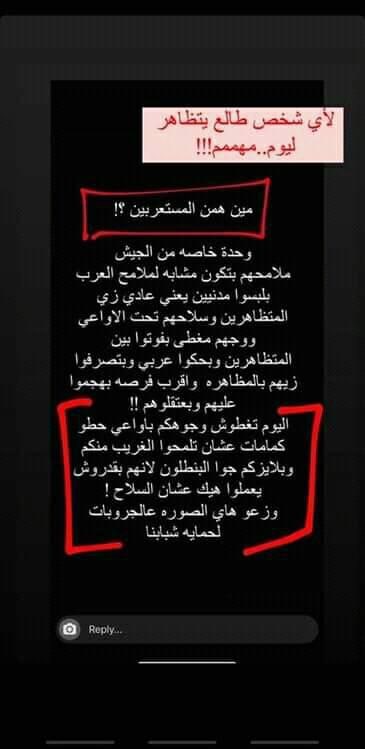 لأي شخص طالع يتظاهر
ليوم..مهممم!!!
مين همن المستعربين ؟!
وحدة خاصه من الجيش
ملامحهم بتكون مشابه لملامح العرب
بلبسوا مدنيين يعني عادي زي
المتظاهرين وسلاحهم تحت الاواعي
ووجهم مغطى بفوتوا بين
المتظاهرين وبحكوا عربي وبتصرفوا
زيهم بالمظاهره واقرب فرصه بهجموا
عليهم وبعتقلوهم !!
اليوم تغطوش وجوهكم بأواعي حطو
كمامات عشان تلمحوا الغريب منكم
وبلايزكم جوا البنطلون لانهم بقدروش
يعملوا هيك عشان السلاح !
وزعو هاي الصوره عالجروبات
لحمايه شبابنا
Reply...